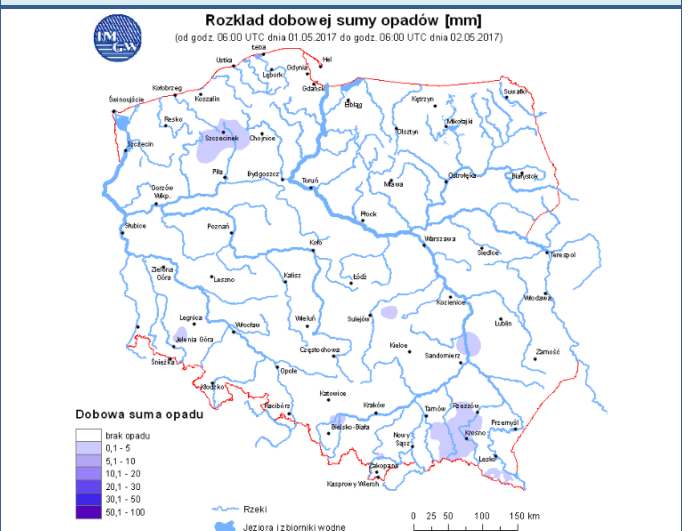 Rozkład dobowej sumy opadów [mm]
(od godz. 06:00 UTC dnia 01.05.2017 do godz. 06:00 UTC dnia 02.05.2017)
IM
GW
Łeba
Ustka
Hel
Lębork
Gdynia
Gdańsk
Kołobrzeg
Koszalin
Świnoujście
Elbląg
Kętrzyn
Suwałki
Resko
Szczecinek
Chojnice
Olsztyn
Mikołajki
Szczecin
Piła
Bydgoszcz
Toruń
Mława
Ostrołęka
Białystok
Gorzów
Wlkp.
Płock
Słubice
Poznań
Koło
Warszawa
Siedlce
Terespol
Zielona
Góra
Leszno
Kalisz
Łódź
Kozienice
Włodawa
Legnica
Wrocław
Wieluń
Sulejów
Lublin
Jelenia Góra
Śnieżka
Częstochowa
Kielce
Sandomierz
Zamość
Kłodzko
Opole
Katowice
Racibórz
Kraków
Tarnów
Rzeszów
Przemyśl
Bielsko-Biała
Nowy
Sącz
Krosno
Lesko
Zakopane
Kasprowy Wierch
Dobowa suma opadu
brak opadu
0,1 - 5
5,1 - 10
10,1 - 20
20,1 - 30
30,1 - 50
50,1 - 100
Rzeki
Jeziora i zbiorniki wodne
0 25 50 100 150 km